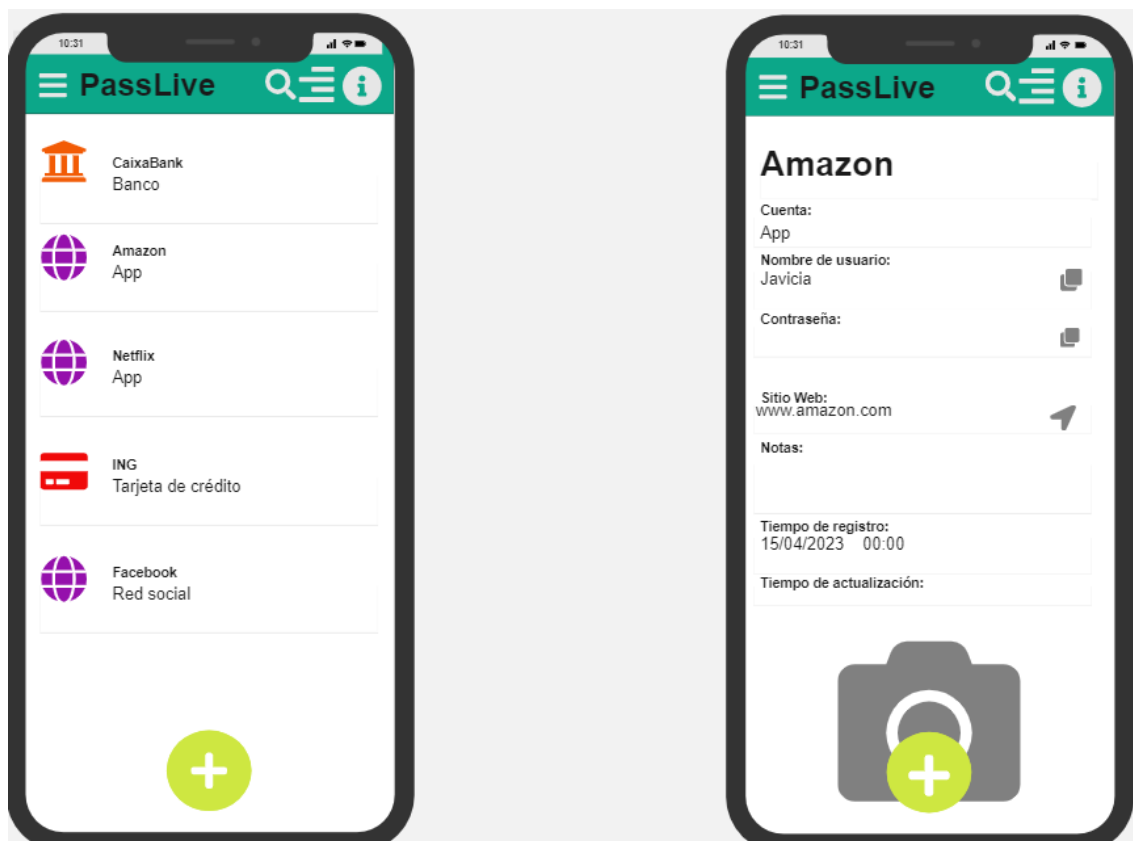 10:31
PassLive
CaixaBank
Banco
Amazon
App
Netflix
App
ING
Tarjeta de crédito
Facebook
Red social
10:31
PassLive
Amazon
Cuenta:
App
Nombre de usuario:
Javicia
Contraseña:
Sitio Web:
www.amazon.com
Notas:
Tiempo de registro:
15/04/2023 00:00
Tiempo de actualización: